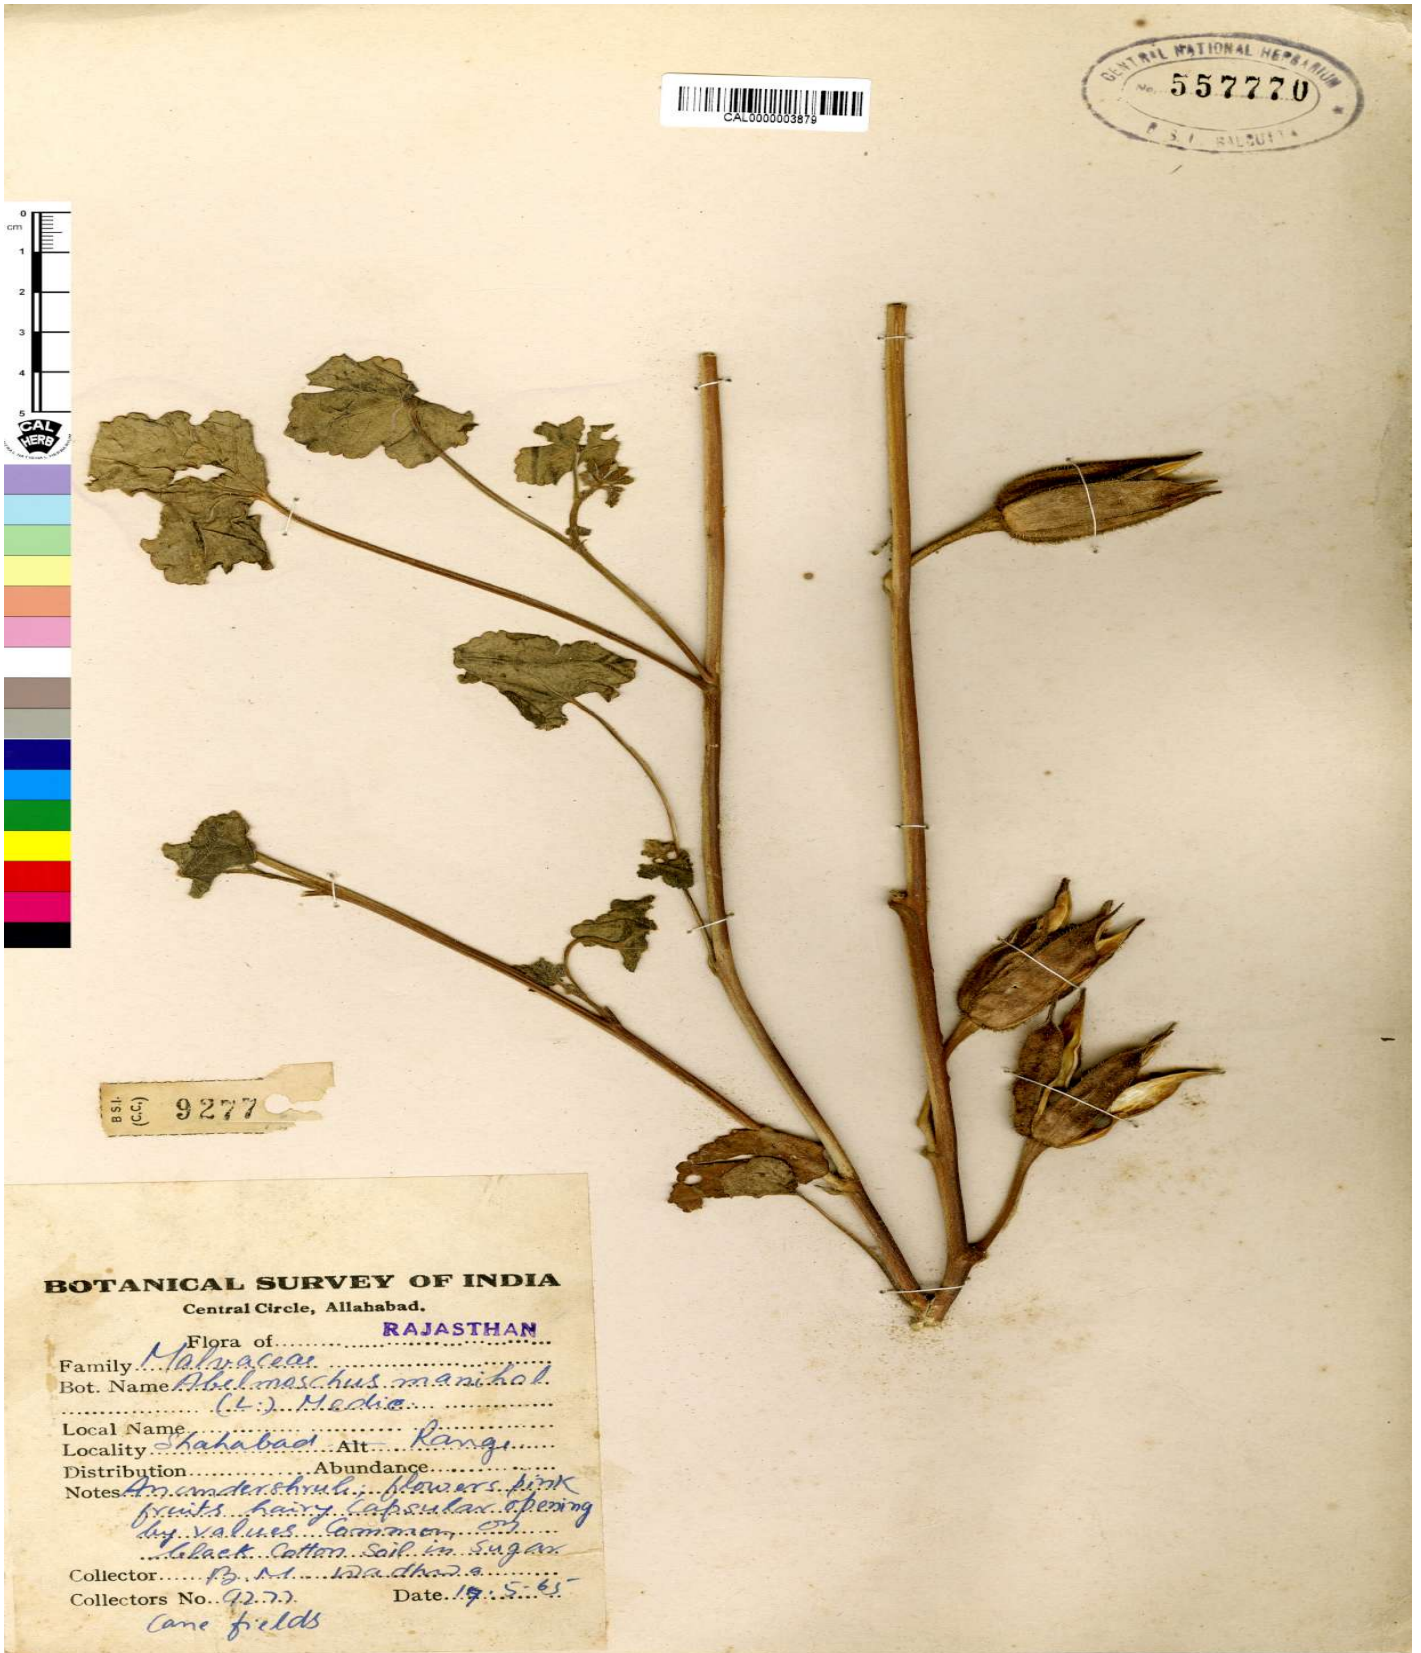 CENTRAL NATIONAL HERBARIUM
No. 557770
B. S. I. CALCUTTA
CAL0000003879
0
cm
1
2
3
4
5
CAL
HERB
B S.I.
(C.C.)
9277
BOTANICAL SURVEY OF INDIA
Central Circle, Allahabad.
Flora of RAJASTHAN
Family Malvaceae
Bot. Name Abelmoschus manihot
(L.) Medic.
Local Name
Locality Shahabad Alt Range
Distribution Abundance
Notes An undershrub; flowers pink
fruits hairy Capsular opening
by values Common, on
black Cotton Soil in Sugar
Collector B. M. Wadhwa
Collectors No. 9277 Date 17.5.65
Cane fields